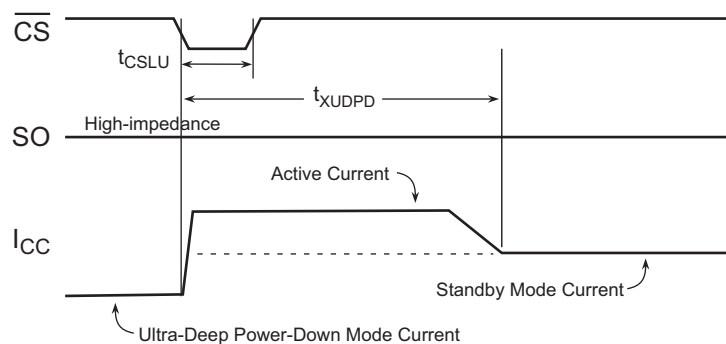 CS
tCSLU
tXUDPD
High-impedance
SO
Active Current
ICC
Standby Mode Current
Ultra-Deep Power-Down Mode Current